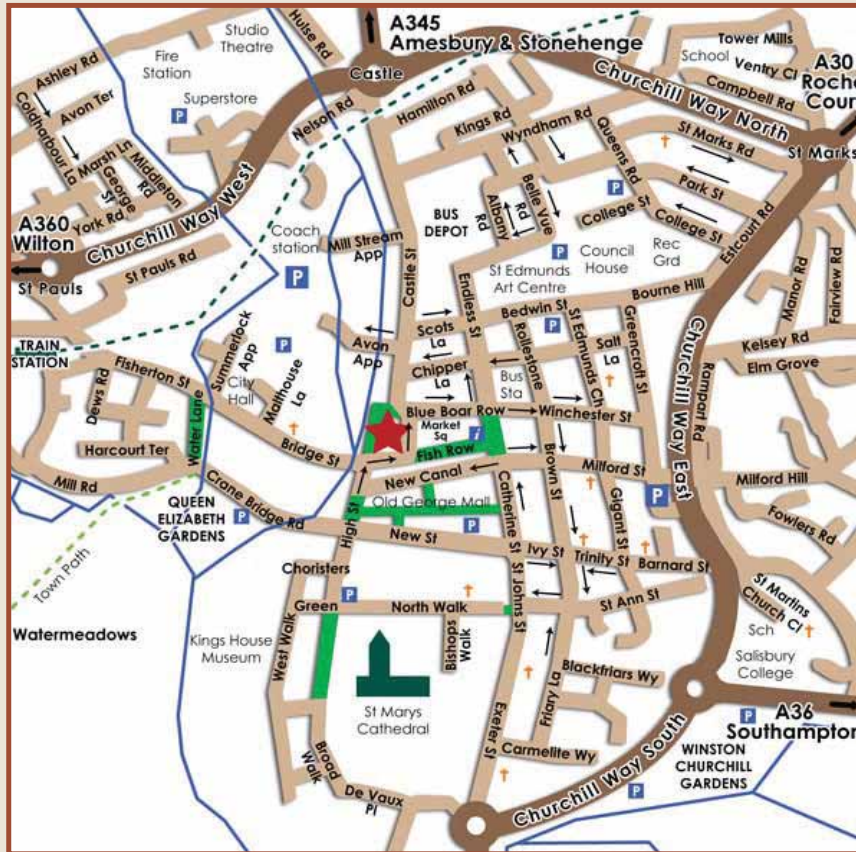 A345
Amesbury & Stonehenge
Studio
Theatre
Hulse Rd
Fire
Station
Ashley Rd
Castle
Tower Mills
School
Ventry Cl
A30
Campbell Rd
Churchill Way North
Avon Ter
Superstore
P
Coldharbour La
Nelson Rd
Hamilton Rd
Kings Rd
Wyndham Rd
Queens Rd
St Marks Rd
St Marks
Marsh Ln
Middleton
Rd
George
St
York Rd
Churchill Way West
Park St
P
Albany
Rd
Belle Vue
College St
College St
Estcourt Rd
A360
Wilton
St Pauls
St Pauls Rd
Coach
station
P
Mill Stream
App
BUS
DEPOT
Castle St
Endless St
P
St Edmunds
Art Centre
Council
House
Rec
Grd
Bourne Hill
Manor Rd
Fairview Rd
TRAIN
STATION
Summerlock
App
P
Avon
App
Scots
La
Bedwin St
P
St Edmunds Ch
Salt
La
Greencroft St
Churchill Way East
Kelsey Rd
Elm Grove
Rampart Rd
Fisherton St
City
Hall
Malthouse
La
Chipper
La
Bus
Sta
Rollestone
Dews Rd
Water Lane
Blue Boar Row
Winchester St
Market
Sq
i
Fish Row
Harcourt Ter
Bridge St
Mill Rd
New Canal
Brown St
Milford St
P
Milford Hill
QUEEN
ELIZABETH
GARDENS
Crane Bridge Rd
P
High St
Old George Mall
P
Catherine St
Gigant St
Fowlers Rd
Town Path
New St
Ivy St
Trinity St
Barnard St
Choristers
Green
P
North Walk
St Johns St
St Ann St
St Martins
Church Cl
Watermeadows
Kings House
Museum
West Walk
Bishops
Walk
Sch
Salisbury
College
St Marys
Cathedral
Exeter St
Friary La
Blackfriars Wy
A36
Southampton
P
Broad
Walk
De Vaux
Pl
Carmelite Wy
Churchill Way South
WINSTON
CHURCHILL
GARDENS
P